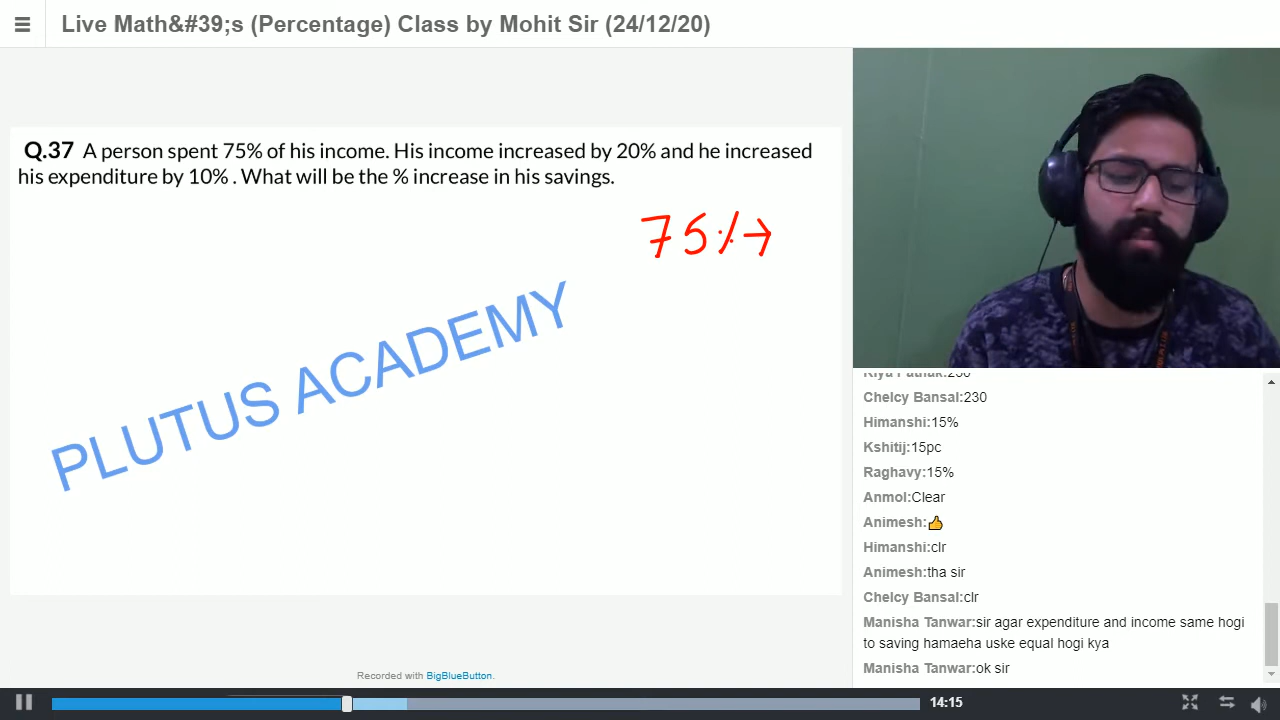 Live Math&#39;s (Percentage) Class by Mohit Sir (24/12/20)
Q.37 A person spent 75% of his income. His income increased by 20% and he increased
his expenditure by 10% . What will be the % increase in his savings.
75% →
PLUTUS ACADEMY
Chelcy Bansal:230
Himanshi:15%
Kshitij:15pc
Raghavy:15%
Anmol:Clear
Animesh:👍
Himanshi:clr
Animesh:tha sir
Chelcy Bansal:clr
Manisha Tanwar:sir agar expenditure and income same hogi
to saving hamaeha uske equal hogi kya
Manisha Tanwar:ok sir
Recorded with BigBlueButton.
14:15